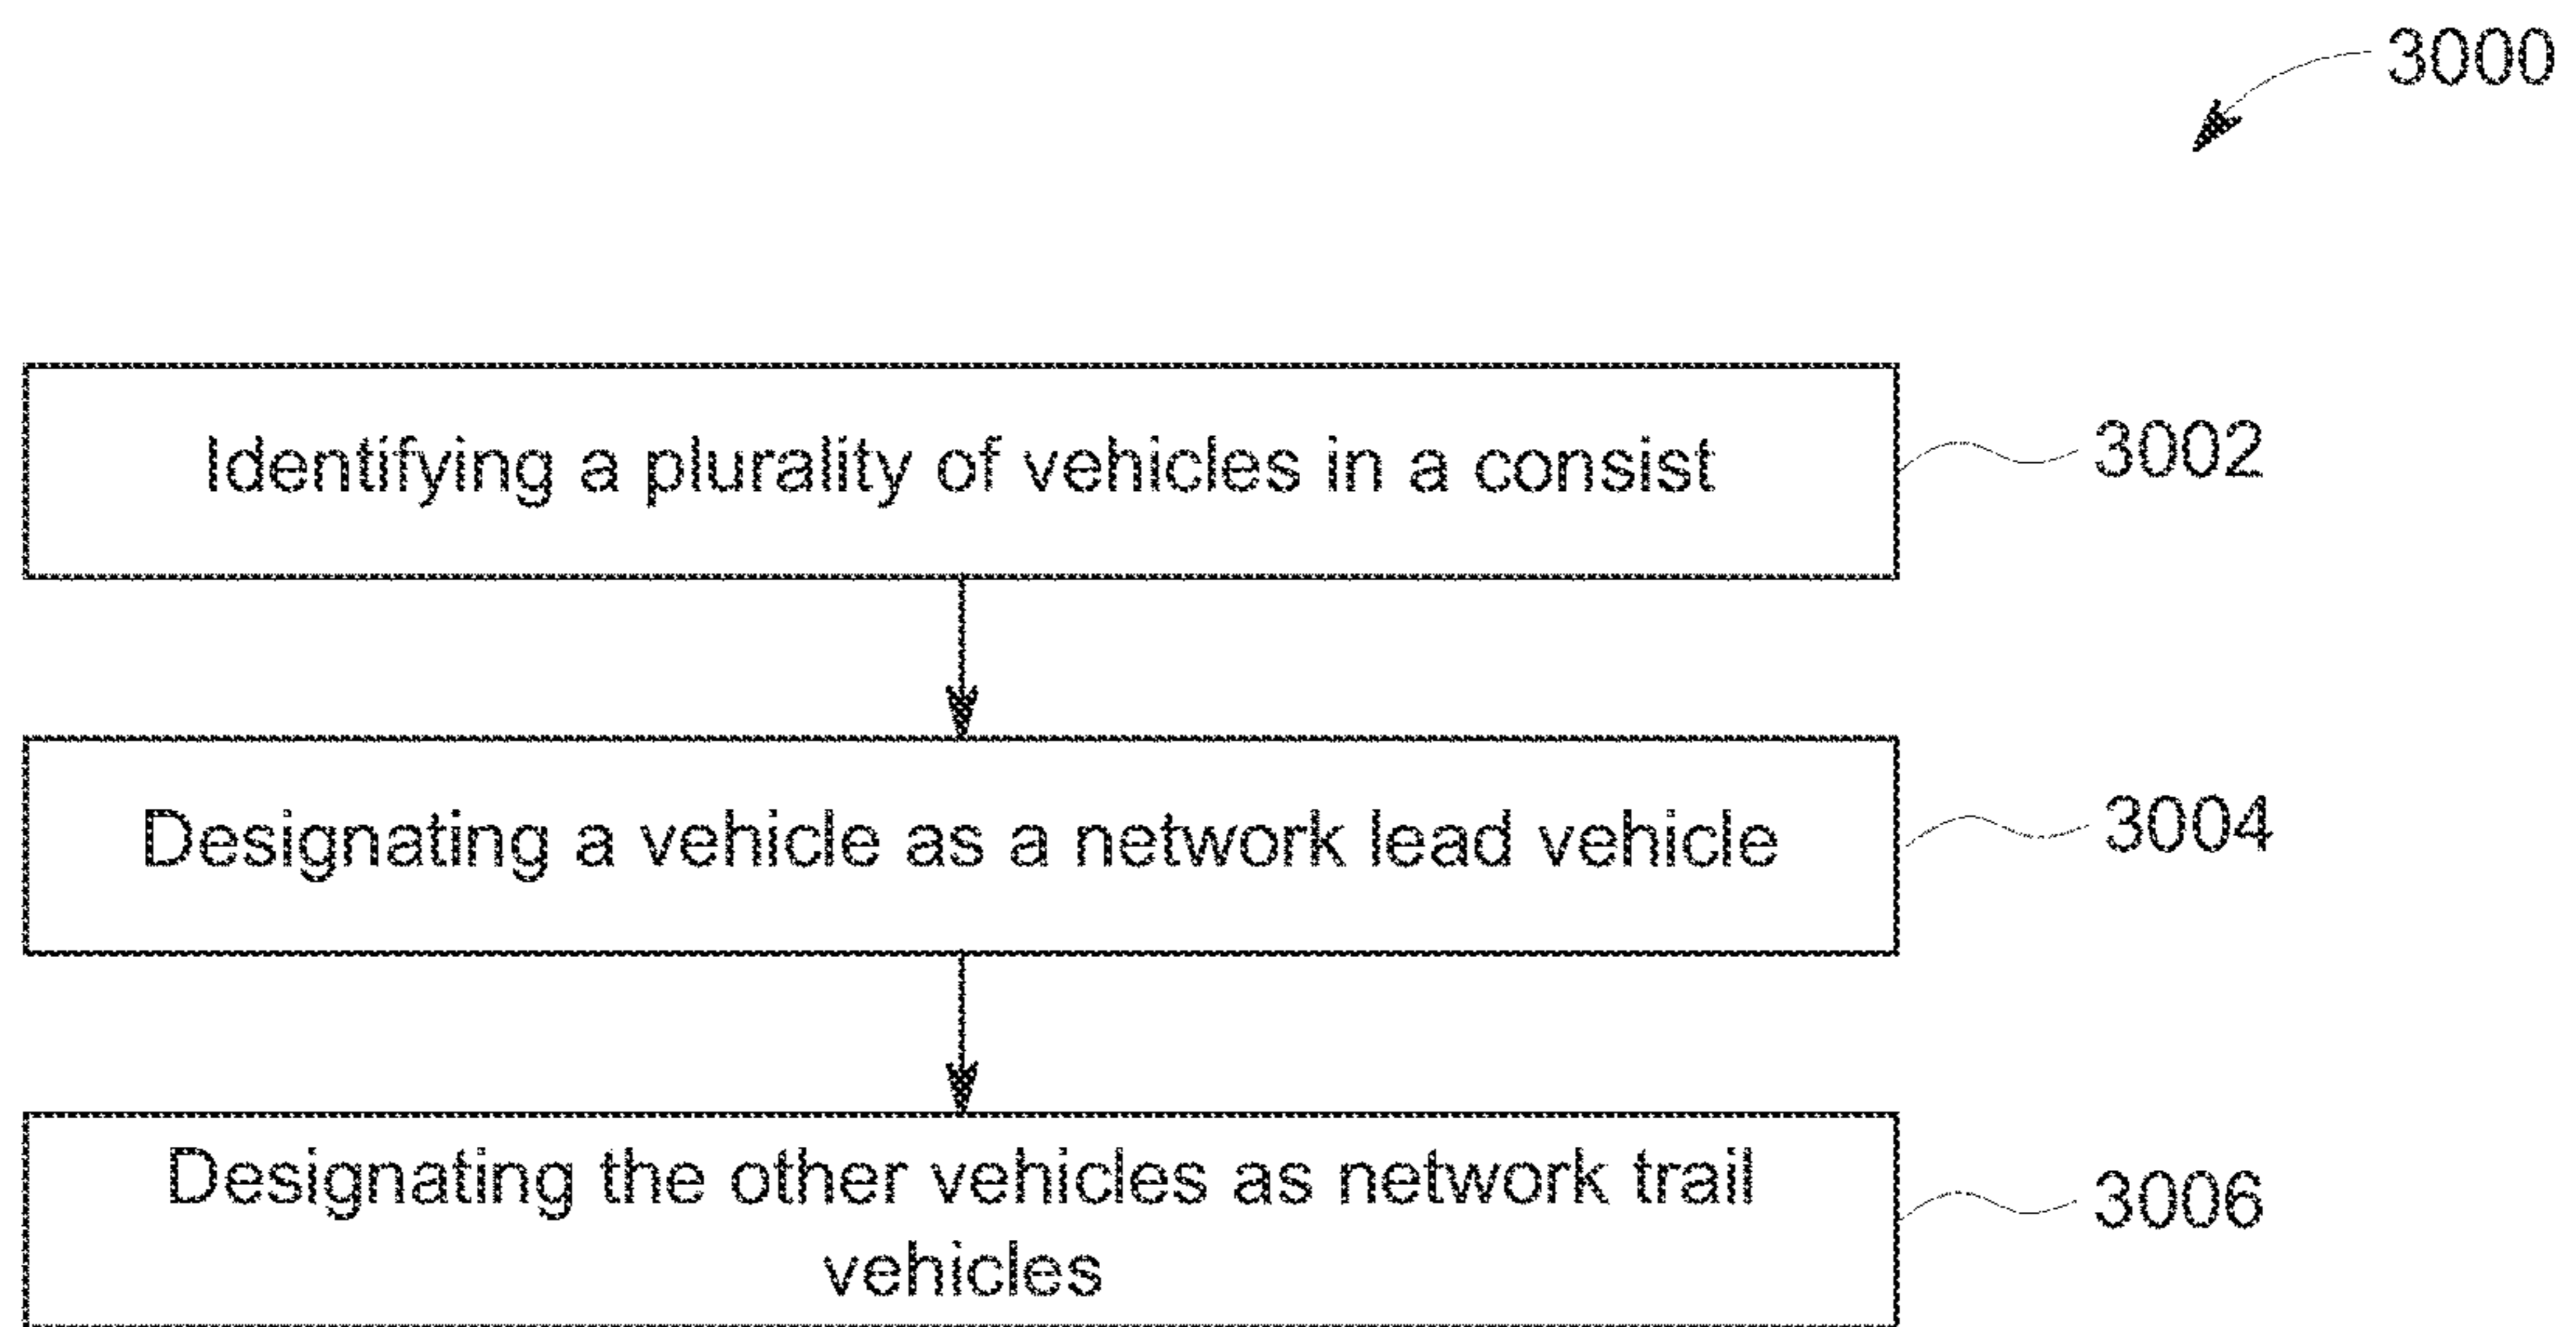 3000
Identifying a plurality of vehicles in a consist
3002
Designating a vehicle as a network lead vehicle
3004
Designating the other vehicles as network trail
vehicles
3006